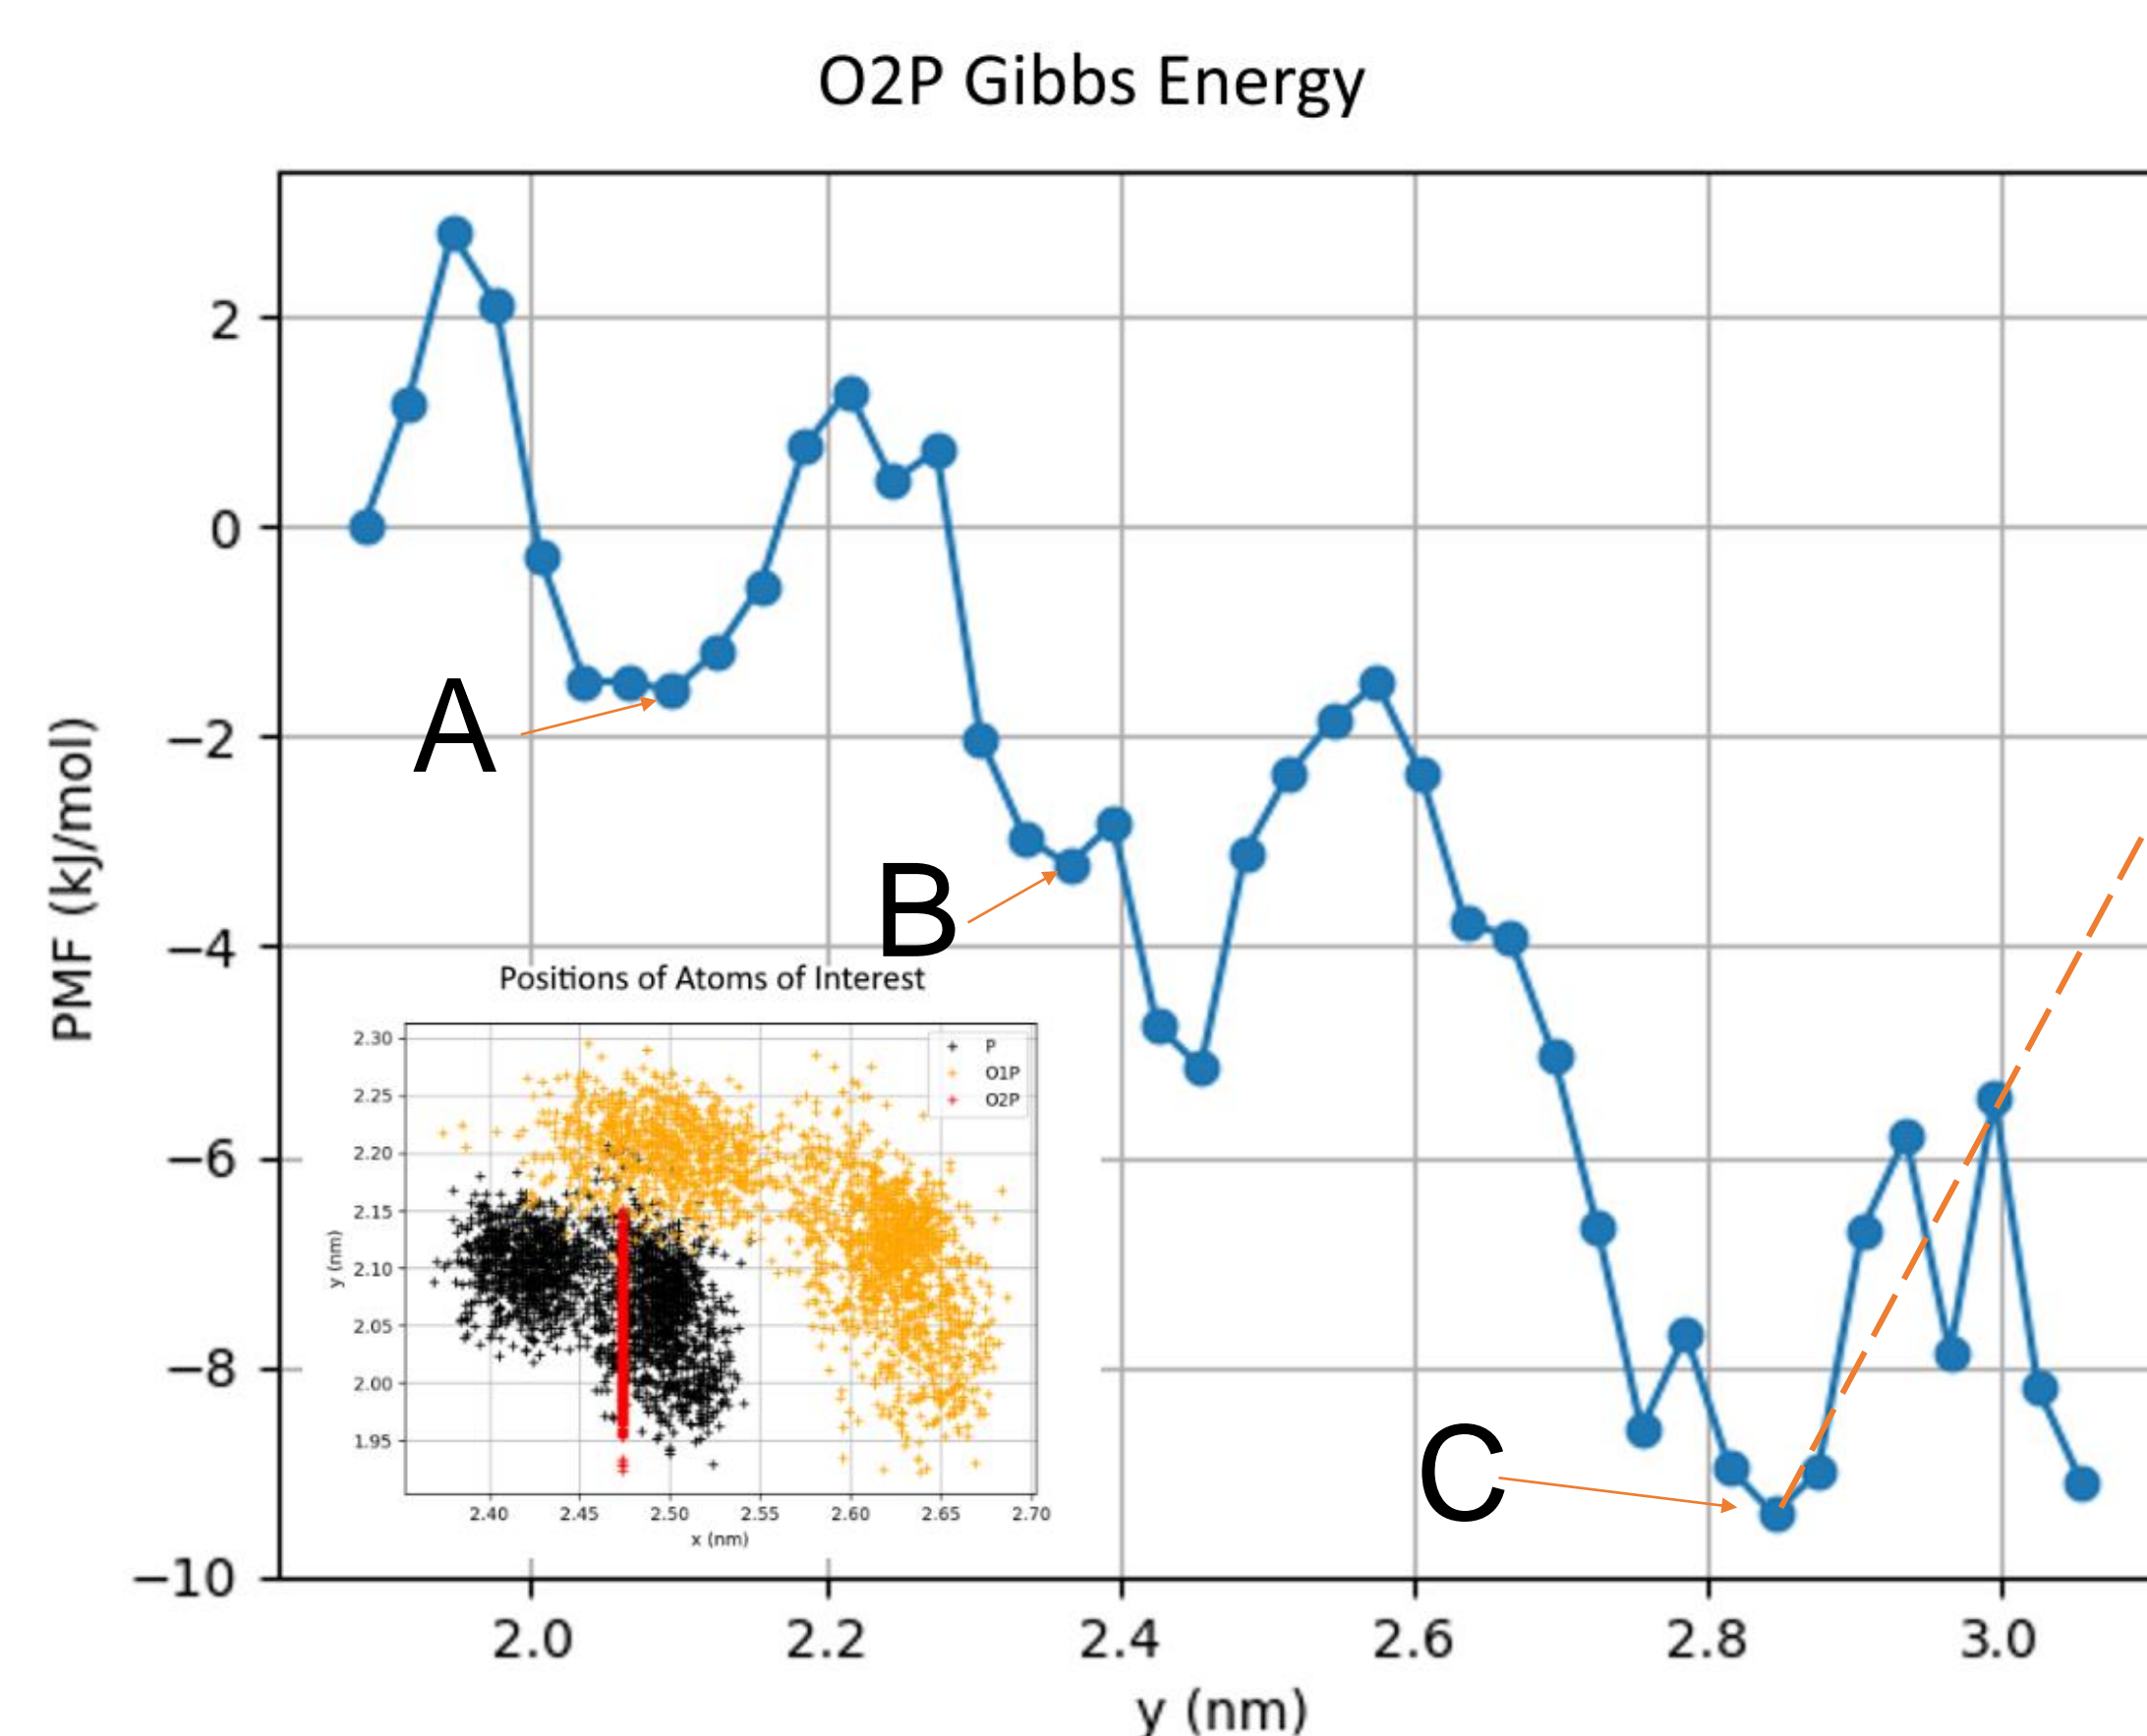 O2P Gibbs Energy
PMF (kJ/mol)
2
0
−2
−4
−6
−8
−10
A
B
C
Positions of Atoms of Interest
y (nm)
2.30
2.25
2.20
2.15
2.10
2.05
2.00
1.95
P
O1P
O2P
2.40 2.45 2.50 2.55 2.60 2.65 2.70
x (nm)
2.0 2.2 2.4 2.6 2.8 3.0
y (nm)